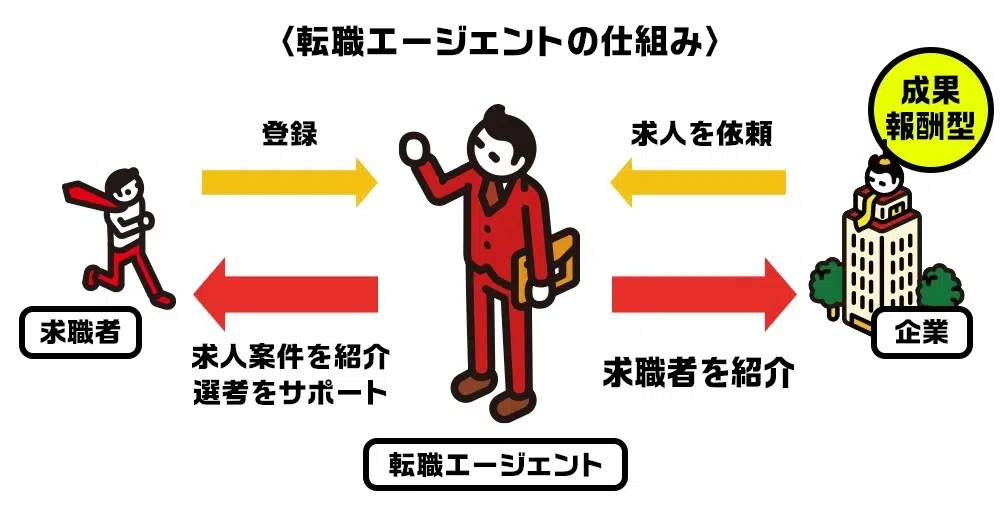 〈転職エージェントの仕組み〉
成果
報酬型
登録
求人を依頼
求職者
求人案件を紹介
選考をサポート
求職者を紹介
企業
転職エージェント